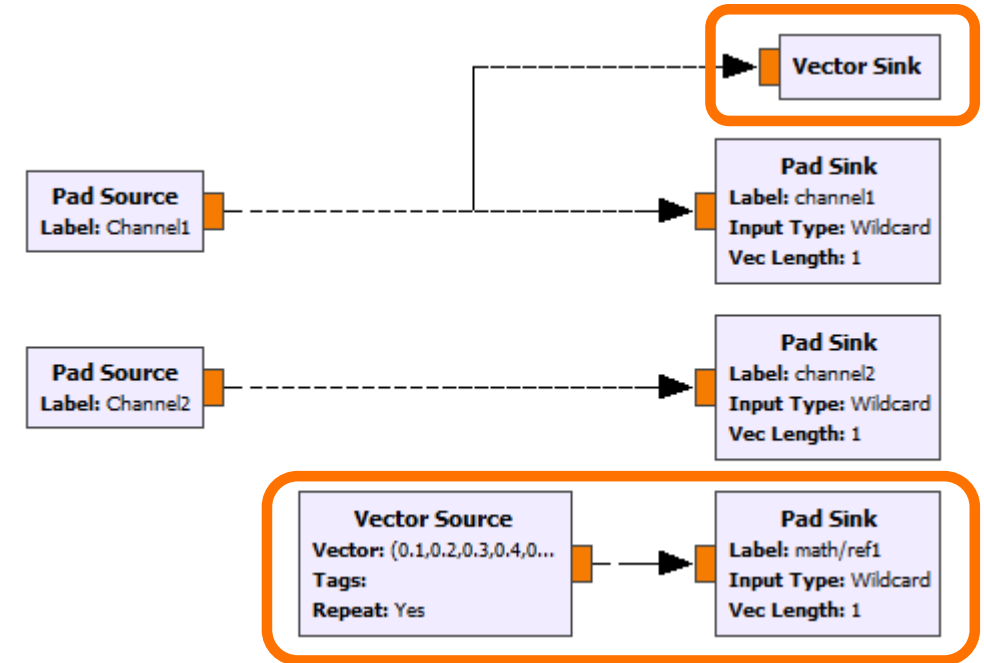 Vector Sink
Pad Source
Label: Channel1
Pad Sink
Label: channel1
Input Type: Wildcard
Vec Length: 1
Pad Source
Label: Channel2
Pad Sink
Label: channel2
Input Type: Wildcard
Vec Length: 1
Vector Source
Vector: (0.1,0.2,0.3,0.4,0...
Tags:
Repeat: Yes
Pad Sink
Label: math/ref1
Input Type: Wildcard
Vec Length: 1